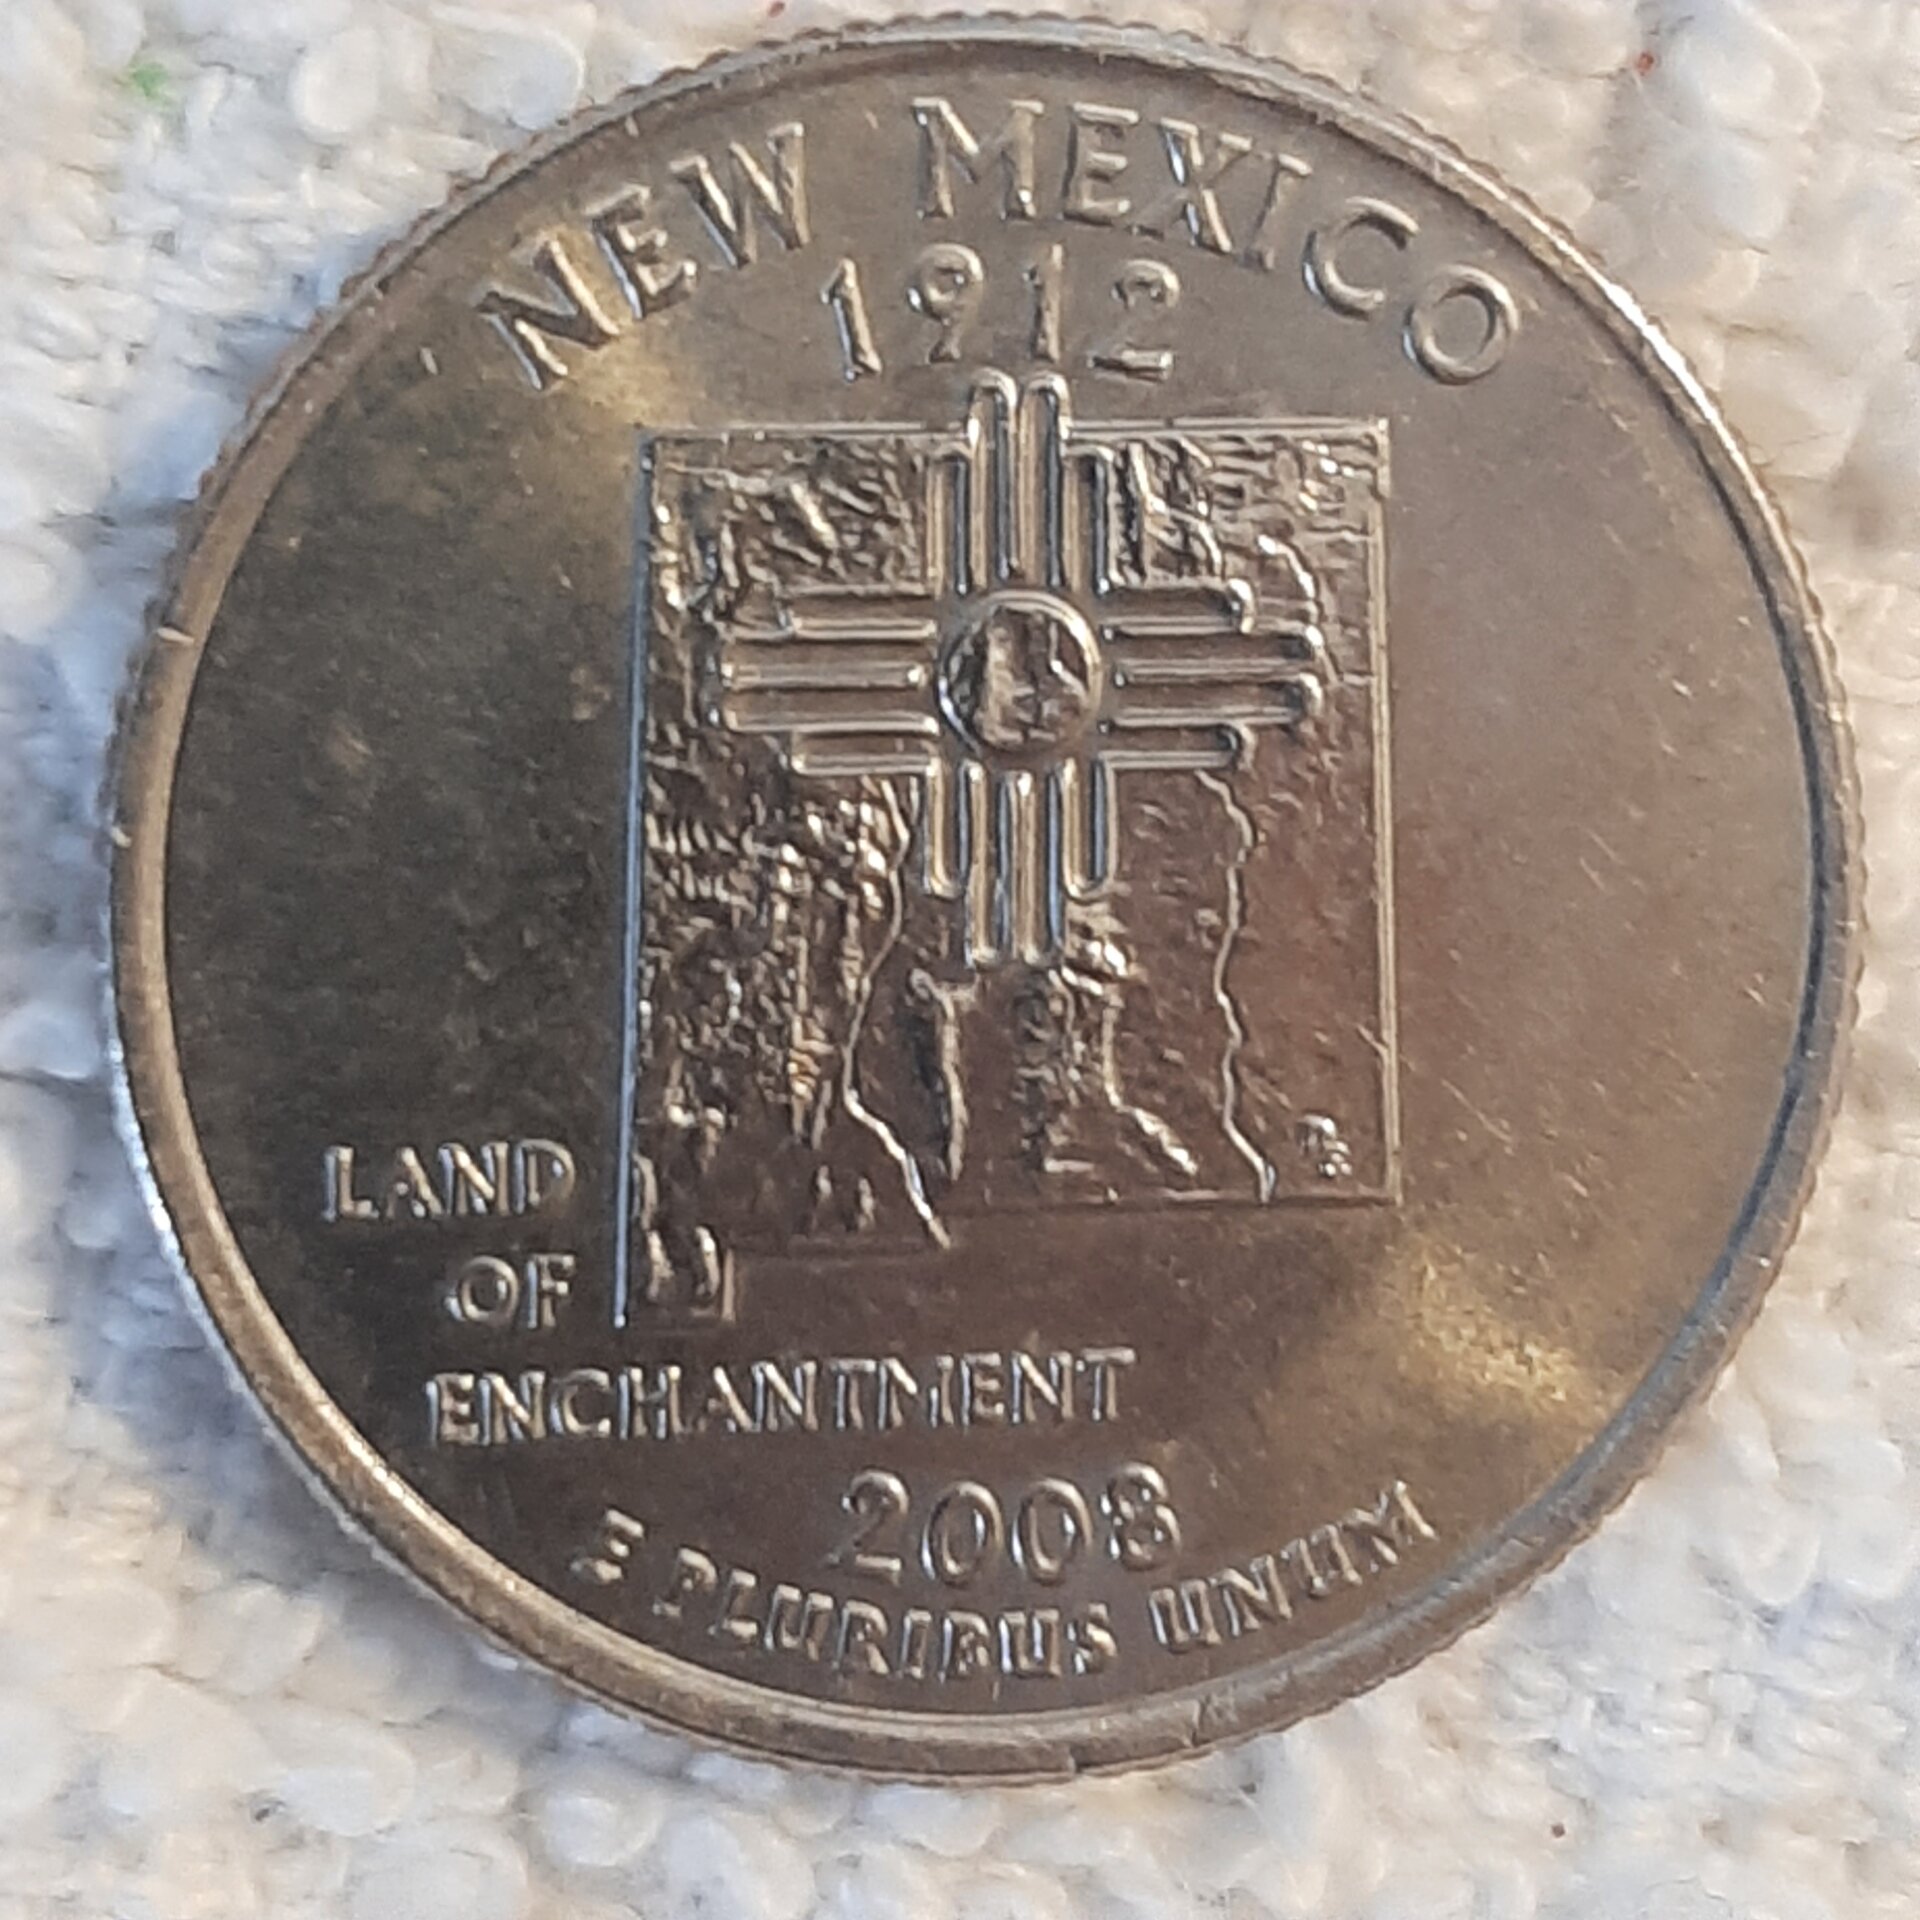 NEW MEXICO
1912
LAND
OF
ENCHANTMENT
2008
E PLURIBUS UNUM